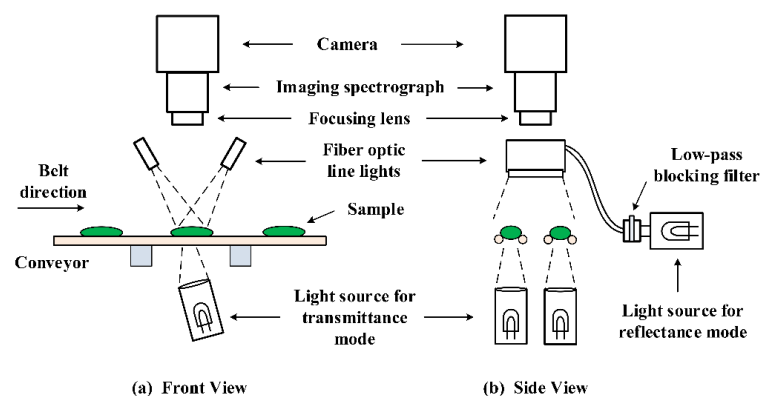 Camera
Imaging spectrograph
Focusing lens
Fiber optic
line lights
Low-pass
blocking filter
Belt
direction
Sample
Conveyor
Light source for
transmittance
mode
Light source for
reflectance mode
(a) Front View
(b) Side View